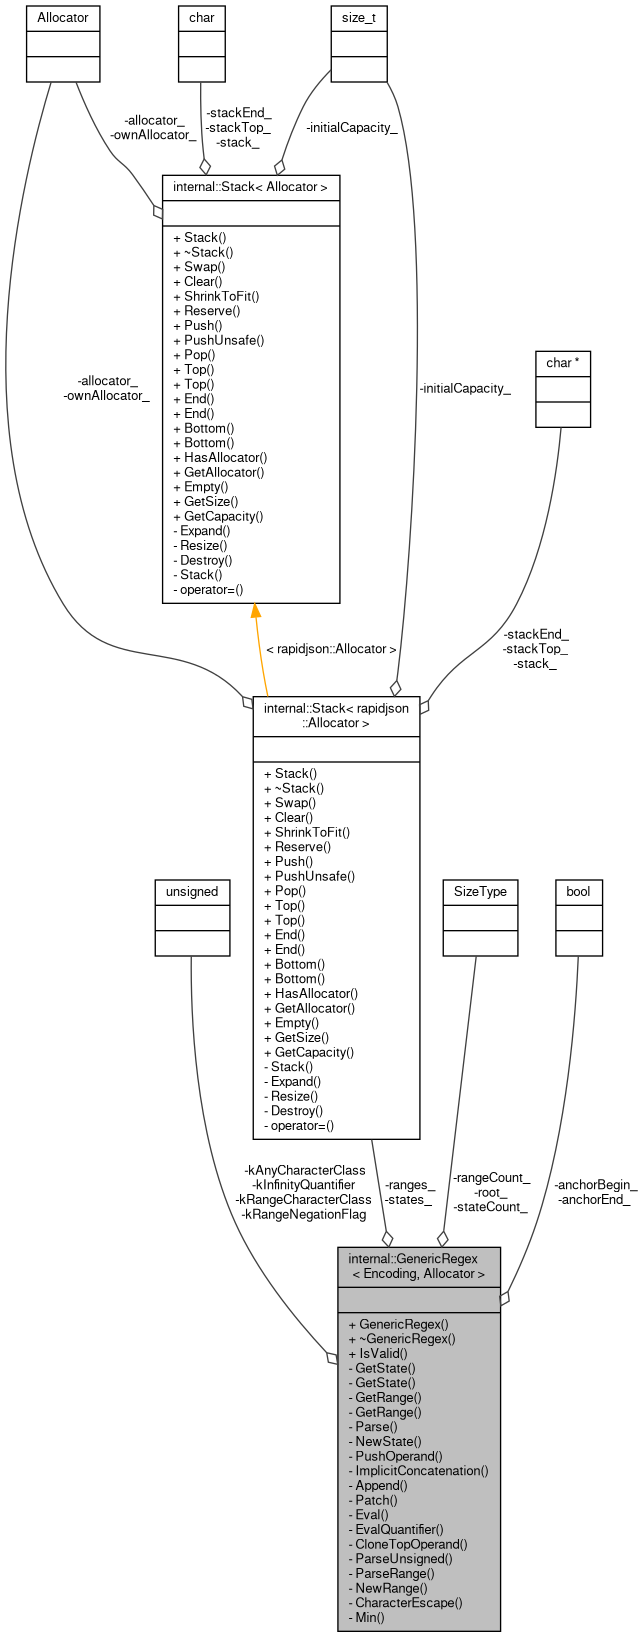 Allocator
char
size_t
-allocator_
-ownAllocator_
-stackEnd_
-stackTop_
-stack_
-initialCapacity_
internal::Stack< Allocator >
+ Stack()
+ ~Stack()
+ Swap()
+ Clear()
+ ShrinkToFit()
+ Reserve()
+ Push()
+ PushUnsafe()
+ Pop()
+ Top()
+ Top()
+ End()
+ End()
+ Bottom()
+ Bottom()
+ HasAllocator()
+ GetAllocator()
+ Empty()
+ GetSize()
+ GetCapacity()
- Expand()
- Resize()
- Destroy()
- Stack()
- operator=()
char *
-allocator_
-ownAllocator_
-initialCapacity_
-stackEnd_
-stackTop_
-stack_
< rapidjson::Allocator >
internal::Stack< rapidjson
::Allocator >
+ Stack()
+ ~Stack()
+ Swap()
+ Clear()
+ ShrinkToFit()
+ Reserve()
+ Push()
+ PushUnsafe()
+ Pop()
+ Top()
+ Top()
+ End()
+ End()
+ Bottom()
+ Bottom()
+ HasAllocator()
+ GetAllocator()
+ Empty()
+ GetSize()
+ GetCapacity()
- Stack()
- Expand()
- Resize()
- Destroy()
- operator=()
unsigned
SizeType
bool
-kAnyCharacterClass
-kInfinityQuantifier
-kRangeCharacterClass
-kRangeNegationFlag
-ranges_
-states_
-rangeCount_
-root_
-stateCount_
-anchorBegin_
-anchorEnd_
internal::GenericRegex
< Encoding, Allocator >
+ GenericRegex()
+ ~GenericRegex()
+ IsValid()
- GetState()
- GetState()
- GetRange()
- GetRange()
- Parse()
- NewState()
- PushOperand()
- ImplicitConcatenation()
- Append()
- Patch()
- Eval()
- EvalQuantifier()
- CloneTopOperand()
- ParseUnsigned()
- ParseRange()
- NewRange()
- CharacterEscape()
- Min()